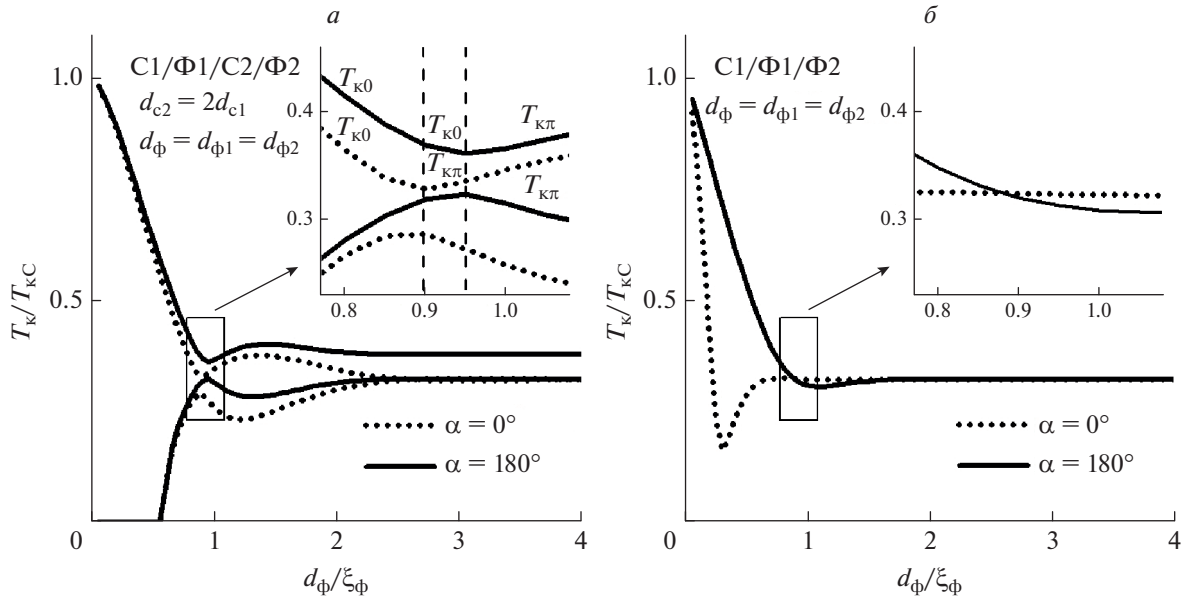 а
T_к/T_кС
1.0
0.5
0
1
2
3
4
d_ф/ξ_ф
С1/Ф1/С2/Ф2
d_с2 = 2d_с1
d_ф = d_ф1 = d_ф2
0.4
0.3
0.8
0.9
1.0
T_к0
T_к0
T_к0
T_кπ
T_кπ
T_кπ
α = 0°
α = 180°
б
T_к/T_кС
1.0
0.5
0
1
2
3
4
d_ф/ξ_ф
С1/Ф1/Ф2
d_ф = d_ф1 = d_ф2
0.4
0.3
0.8
0.9
1.0
α = 0°
α = 180°